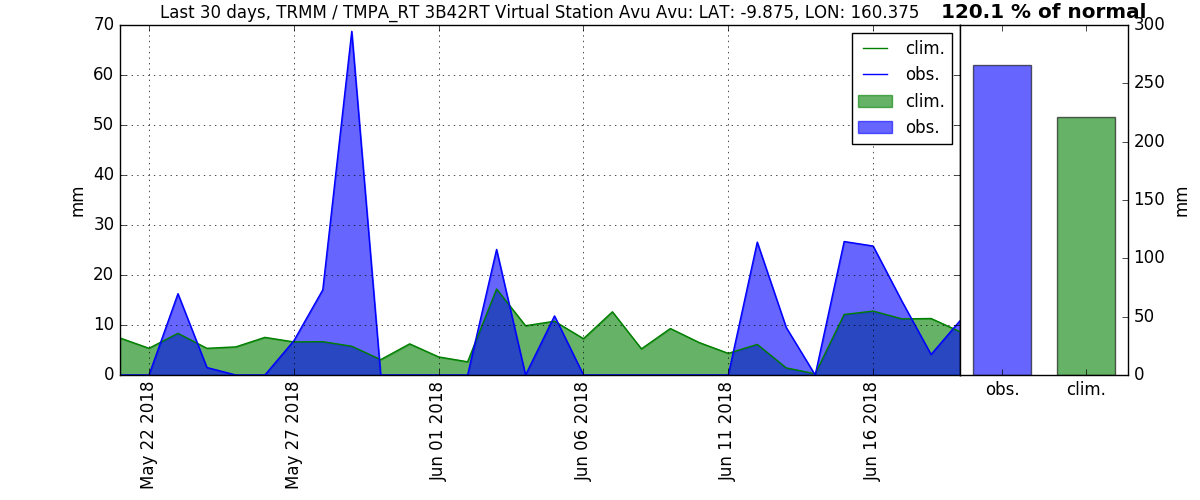 Last 30 days, TRMM / TMPA_RT 3B42RT Virtual Station Avu Avu: LAT: -9.875, LON: 160.375
120.1 % of normal
70
60
50
40
30
20
10
0
mm
clim.
obs.
clim.
obs.
May 22 2018
May 27 2018
Jun 01 2018
Jun 06 2018
Jun 11 2018
Jun 16 2018
300
250
200
150
100
50
0
mm
obs.
clim.